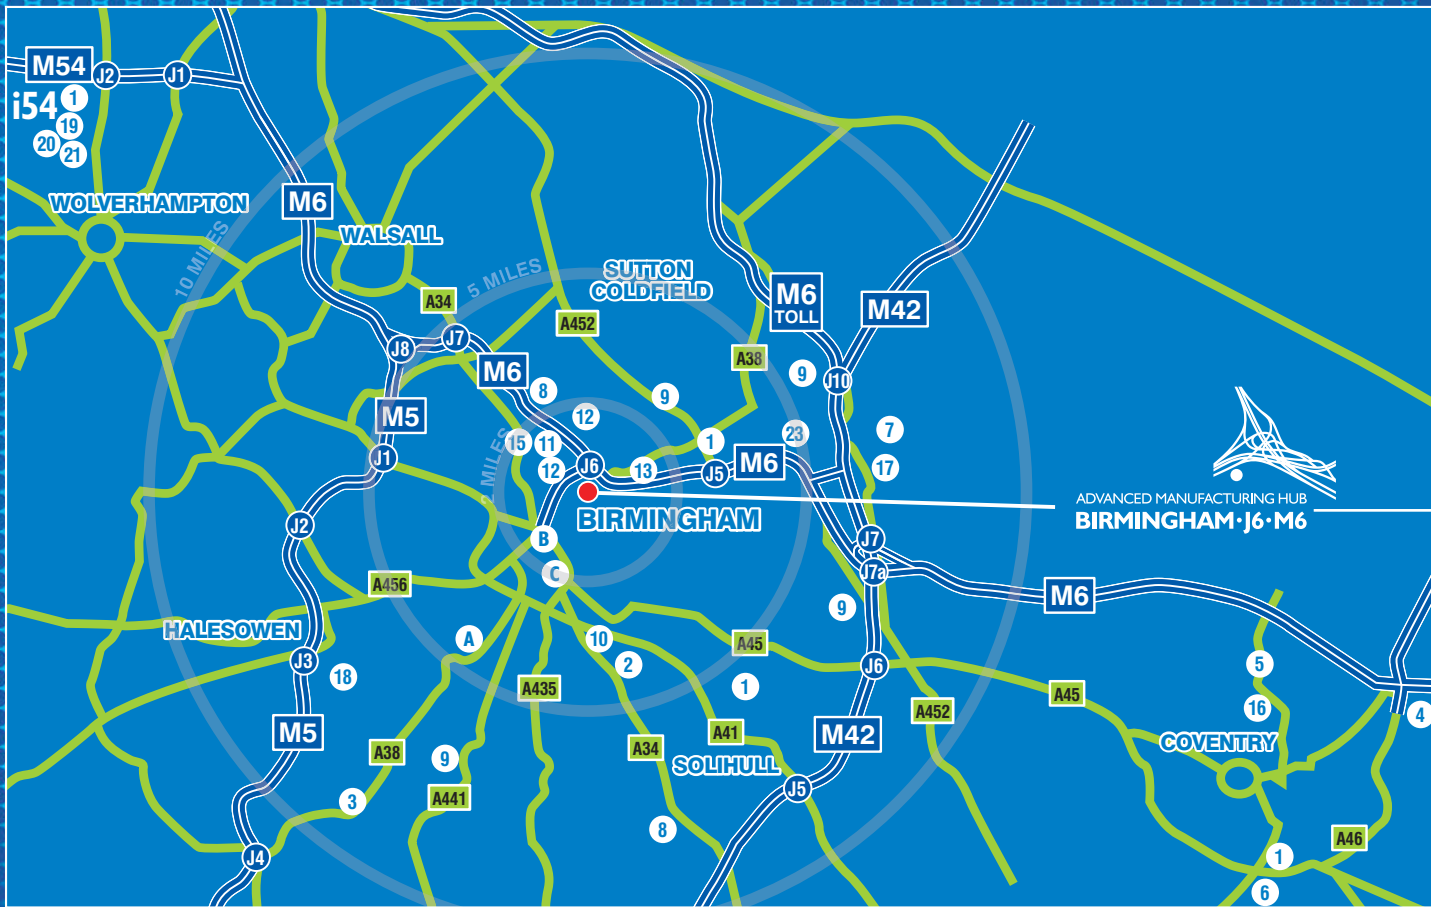 M54
J2
J1
i54
1
19
20
21
WOLVERHAMPTON
M6
WALSALL
10 MILES
5 MILES
A34
SUTTON
COLDFIELD
M6
TOLL
M42
A452
J7
J8
A38
M6
9
J10
8
9
12
M5
7
15
11
1
23
2 MILES
J1
12
J6
13
J5
M6
17
ADVANCED MANUFACTURING HUB
BIRMINGHAM·J6·M6
BIRMINGHAM
J2
B
J7
C
J7a
A456
M6
9
HALESOWEN
A
10
A45
J3
18
2
J6
5
A435
1
A45
16
A452
4
M5
A41
M42
COVENTRY
A38
9
A34
SOLIHULL
J5
3
A441
8
A46
J4
1
6